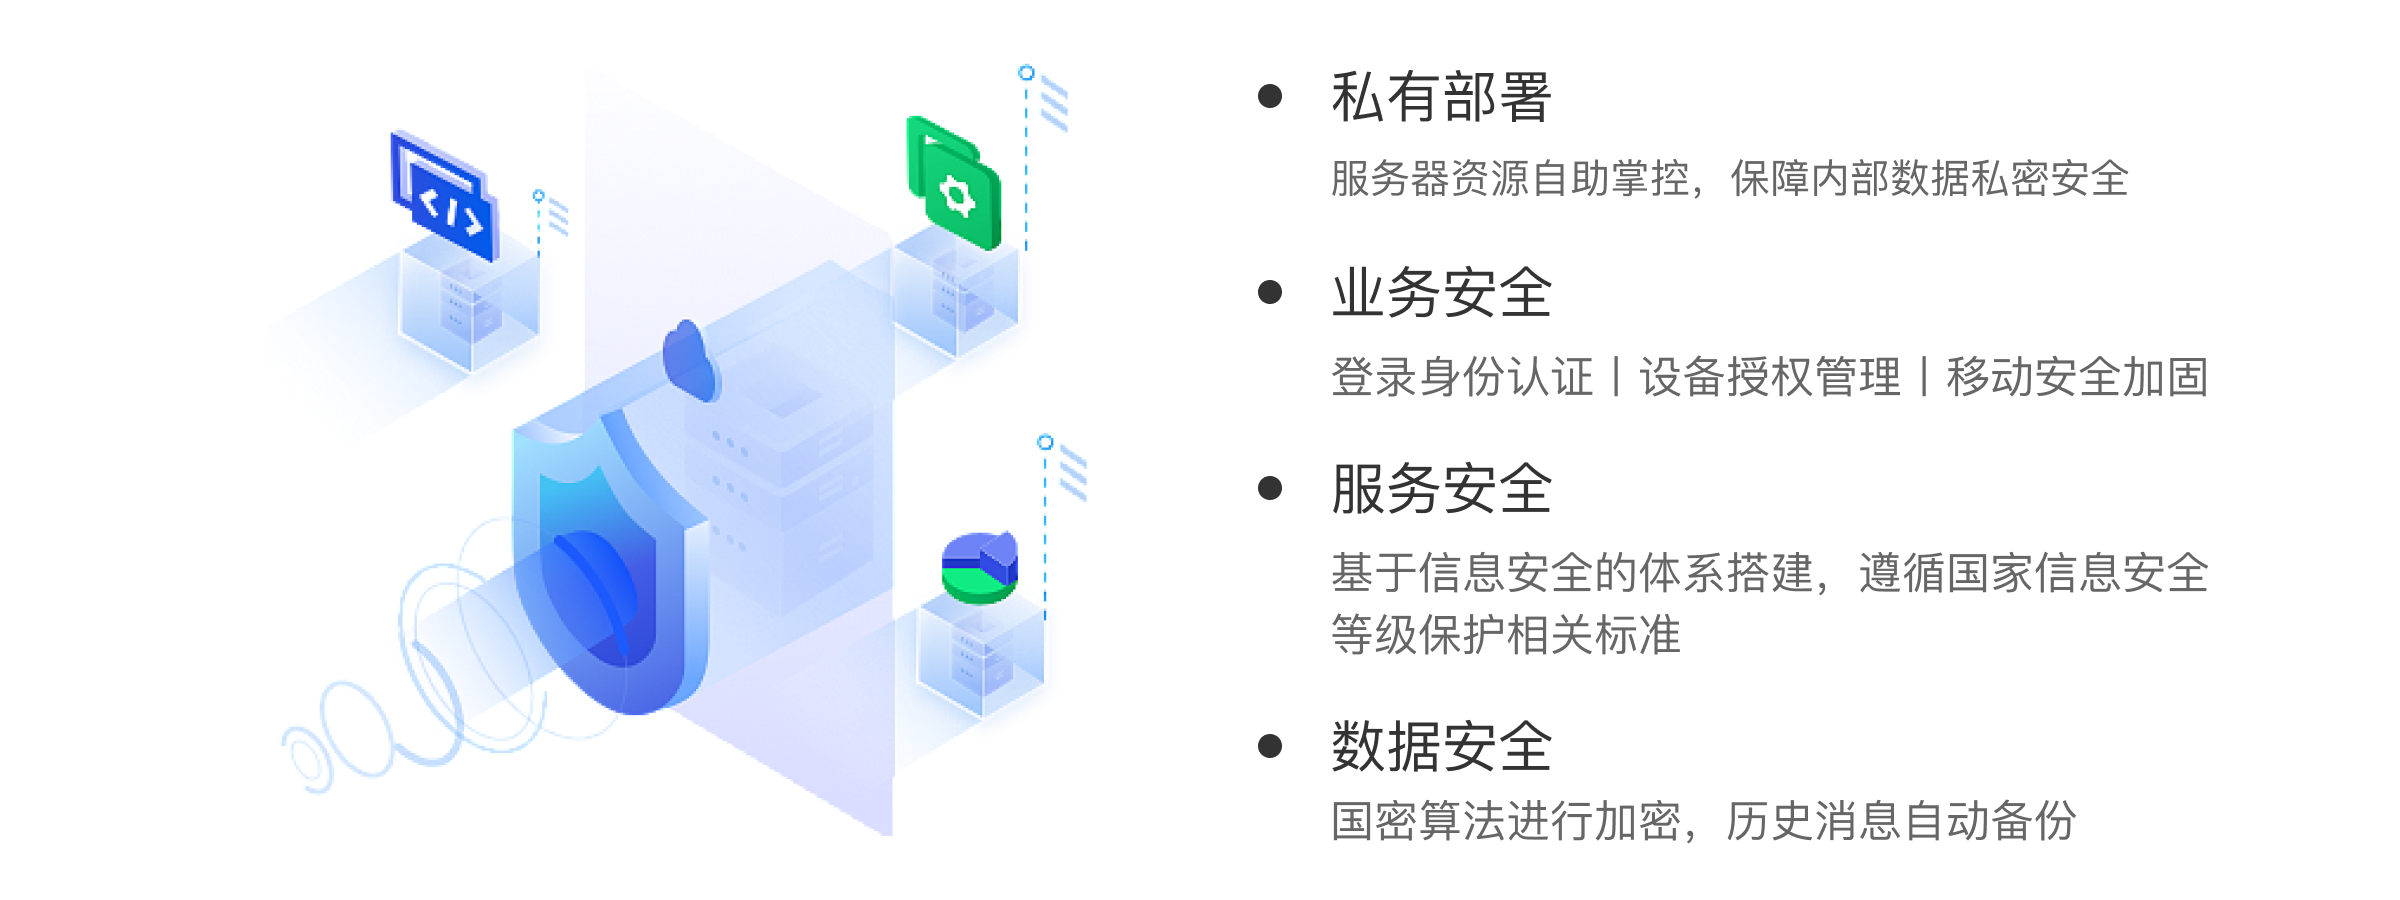 私有部署
服务器资源自助掌控，保障内部数据私密安全
业务安全
登录身份认证丨设备授权管理丨移动安全加固
服务安全
基于信息安全的体系搭建，遵循国家信息安全
等级保护相关标准
数据安全
国密算法进行加密，历史消息自动备份